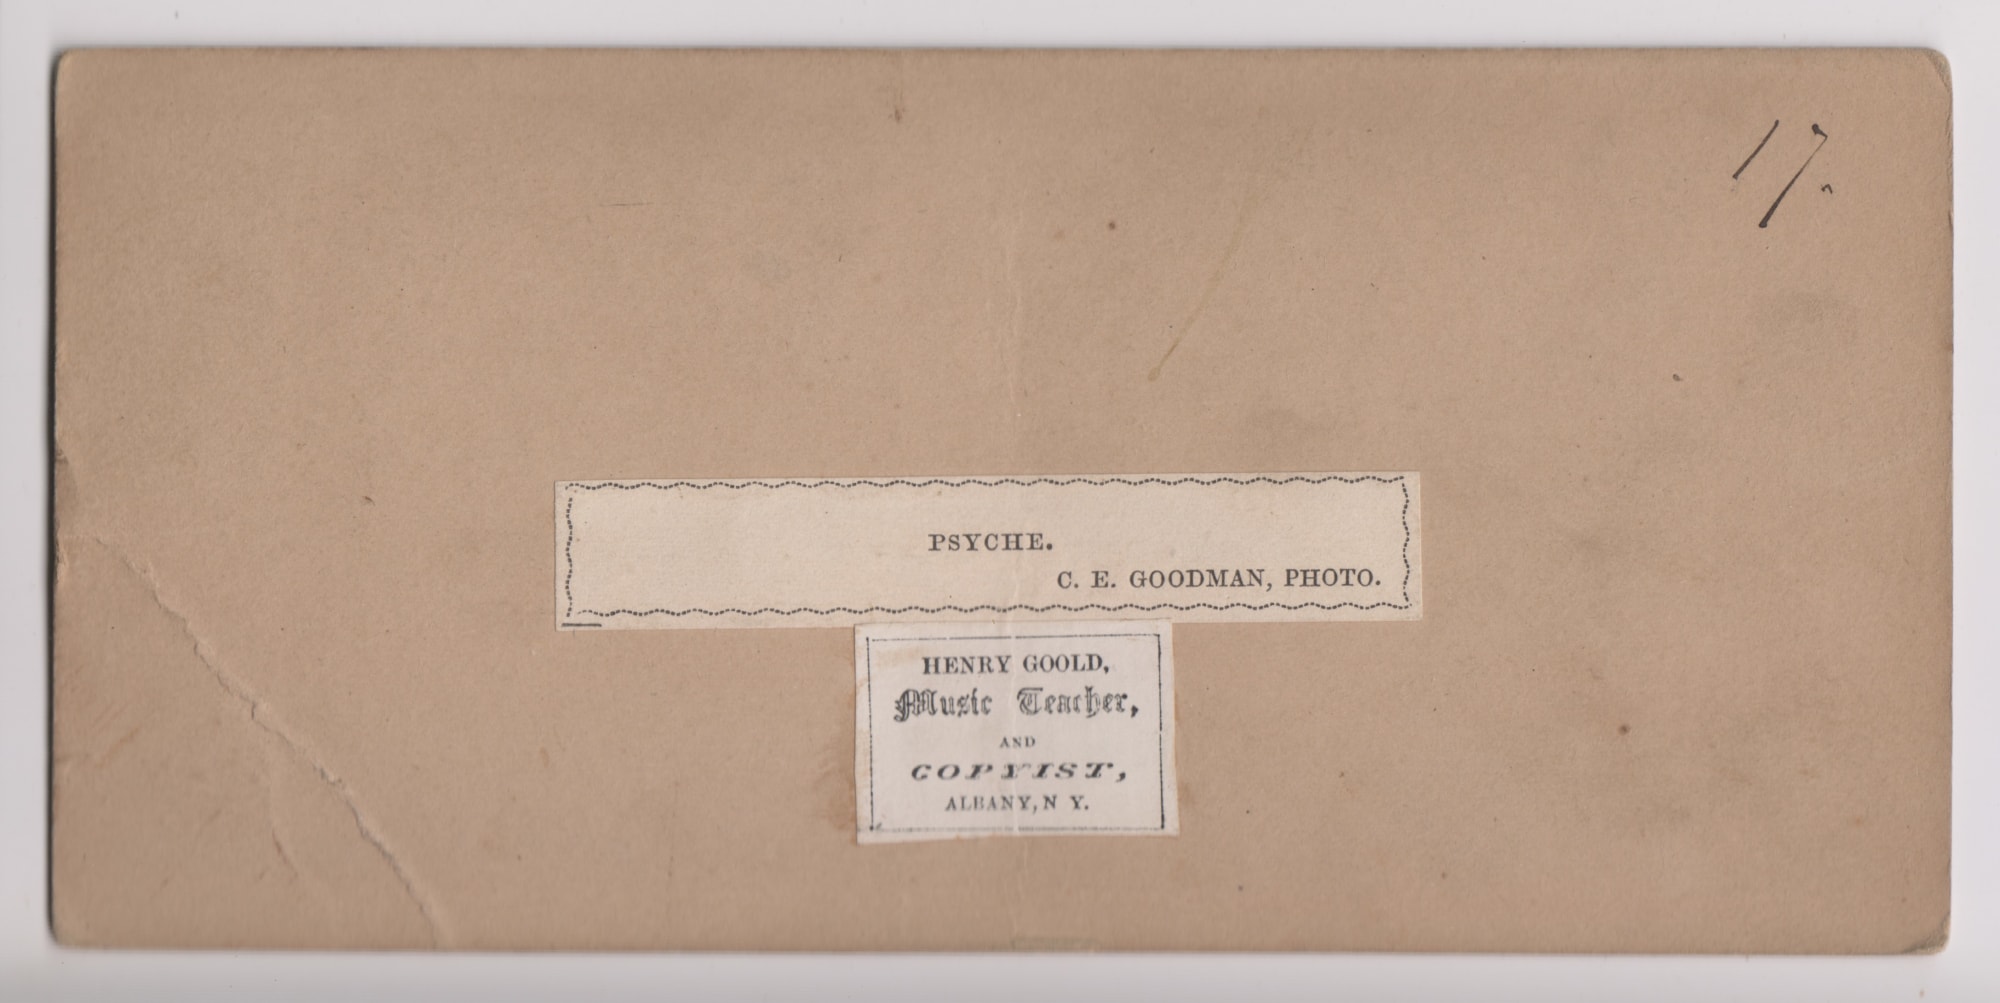 17.
PSYCHE.
C. E. GOODMAN, PHOTO.
HENRY GOOLD,
Music Teacher,
AND
COPYIST,
ALBANY, N Y.